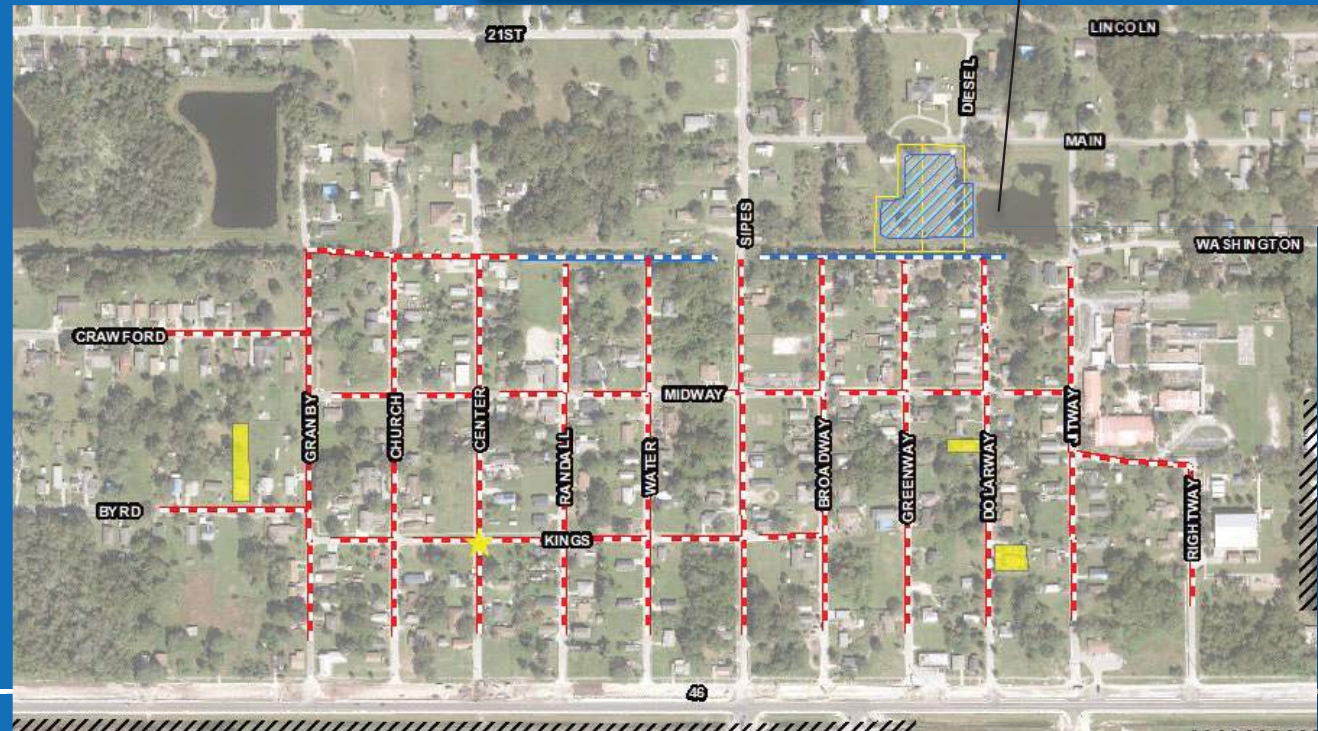 21ST
LINCOLN
DIESEL
MAIN
SIPES
WASHINGTON
CRAWFORD
MIDWAY
GRANBY
CHURCH
CENTER
RANDALL
WATER
BROADWAY
GREENWAY
DOLARWAY
JITWAY
BYRD
KINGS
RIGHTWAY
46